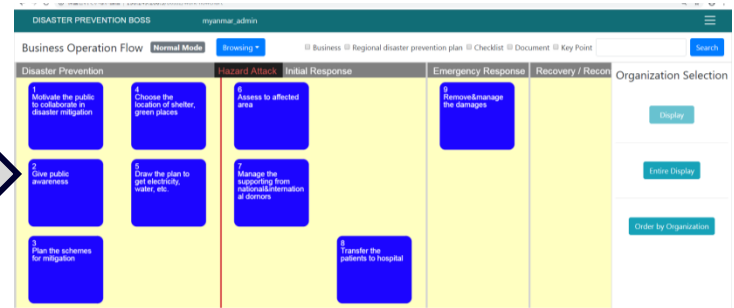 DISASTER PREVENTION BOSS myanmar_admin
Business Operation Flow Normal Mode Browsing Business Regional disaster prevention plan Checklist Document Key Point Search
Disaster Prevention Hazard Attack Initial Response Emergency Response Recovery / Recon
Organization Selection
1
Motivate the public
to collaborate in
disaster mitigation
4
Choose the
location of shelter,
green places
6
Assess to affected
area
9
Remove&manage
the damages
Display
2
Give public
awareness
5
Draw the plan to
get electricity,
water, etc.
7
Manage the
supporting from
national&internation
al dornors
Entire Display
3
Plan the schemes
for miligation
8
Transfer the
patients to hospital
Order by Organization